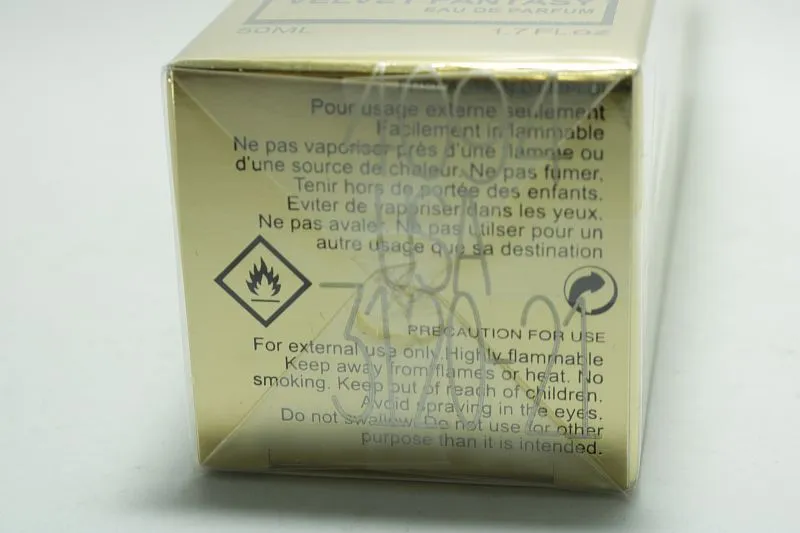 VELVET FANTASY
EAU DE PARFUM
50ML 1.7 FLoz
Pour usage externe seulement
Facilement inflammable
Ne pas vaporiser près d'une flamme ou
d'une source de chaleur. Ne pas fumer.
Tenir hors de portée des enfants.
Eviter de vaporiser dans les yeux.
Ne pas avaler. Ne pas utilser pour un
autre usage que sa destination
PRECAUTION FOR USE
For external use only.Highly flammable
Keep away from flames or heat. No
smoking. Keep out of reach of children.
Avoid spraying in the eyes.
Do not swallow. Do not use for other
purpose than it is intended.